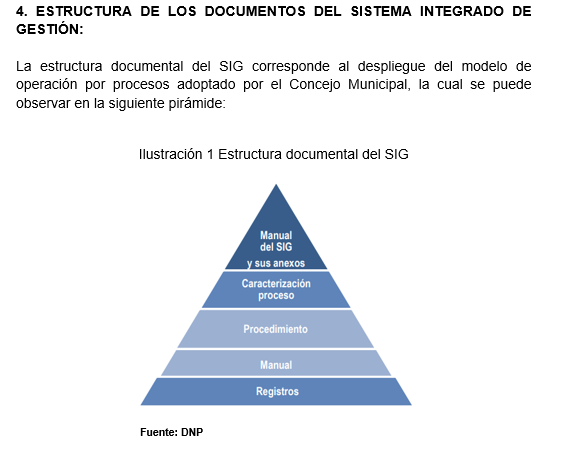 4. ESTRUCTURA DE LOS DOCUMENTOS DEL SISTEMA INTEGRADO DE
GESTIÓN:
La estructura documental del SIG corresponde al despliegue del modelo de
operación por procesos adoptado por el Concejo Municipal, la cual se puede
observar en la siguiente pirámide:
Ilustración 1 Estructura documental del SIG
Manual
del SIG
y sus anexos
Caracterización
proceso
Procedimiento
Manual
Registros
Fuente: DNP